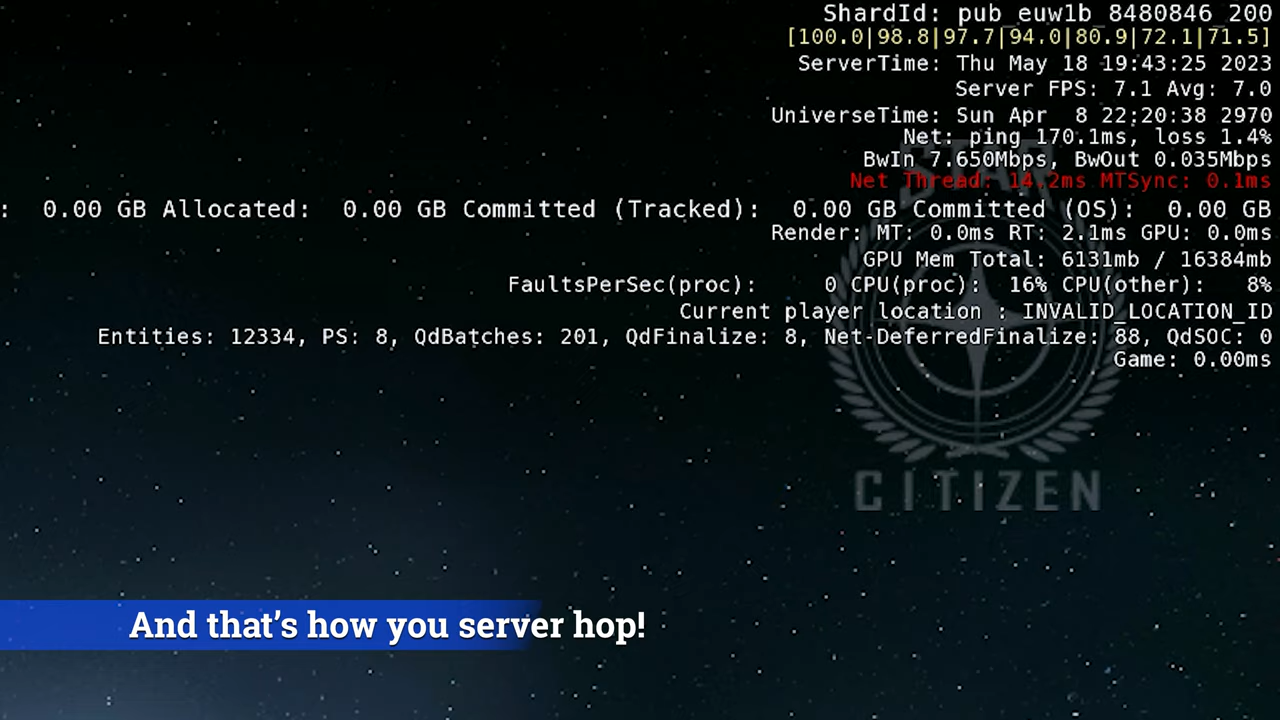 ShardId: pub_euw1b_8480846_200
[100.0|98.8|97.7|94.0|80.9|72.1|71.5]
ServerTime: Thu May 18 19:43:25 2023
Server FPS: 7.1 Avg: 7.0
UniverseTime: Sun Apr  8 22:20:38 2970
Net: ping 170.1ms, loss 1.4%
BwIn 7.650Mbps, BwOut 0.035Mbps
Net Thread: 14.2ms MTSync: 0.1ms
:  0.00 GB Allocated:  0.00 GB Committed (Tracked):  0.00 GB Committed (OS):  0.00 GB
Render: MT: 0.0ms RT: 2.1ms GPU: 0.0ms
GPU Mem Total: 6131mb / 16384mb
FaultsPerSec(proc):    0 CPU(proc):  16% CPU(other):   8%
Current player location : INVALID_LOCATION_ID
Entities: 12334, PS: 8, QdBatches: 201, QdFinalize: 8, Net-DeferredFinalize: 88, QdSOC: 0
Game: 0.00ms
STAR
CITIZEN
And that's how you server hop!